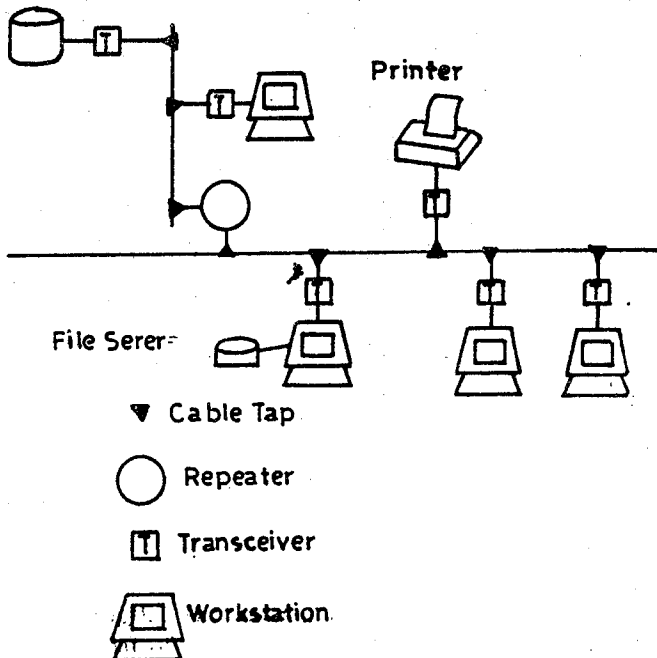 T
T
Printer
T
T
T
T
File Serer
Cable Tap
Repeater
T Transceiver
Workstation